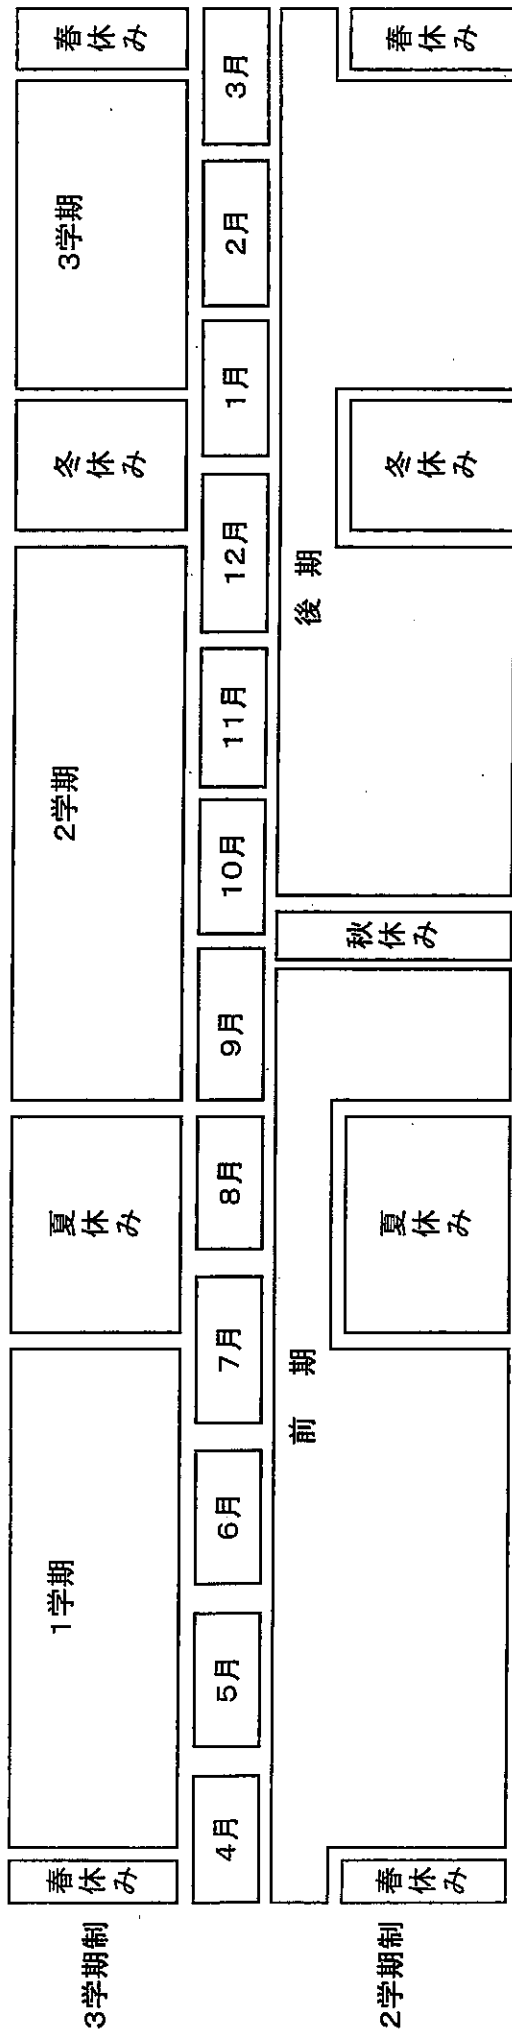 3学期制
春休み
1学期
夏休み
2学期
冬休み
3学期
春休み
4月
5月
6月
7月
8月
9月
10月
11月
12月
1月
2月
3月
2学期制
前期
秋休み
後期
春休み
夏休み
冬休み
春休み